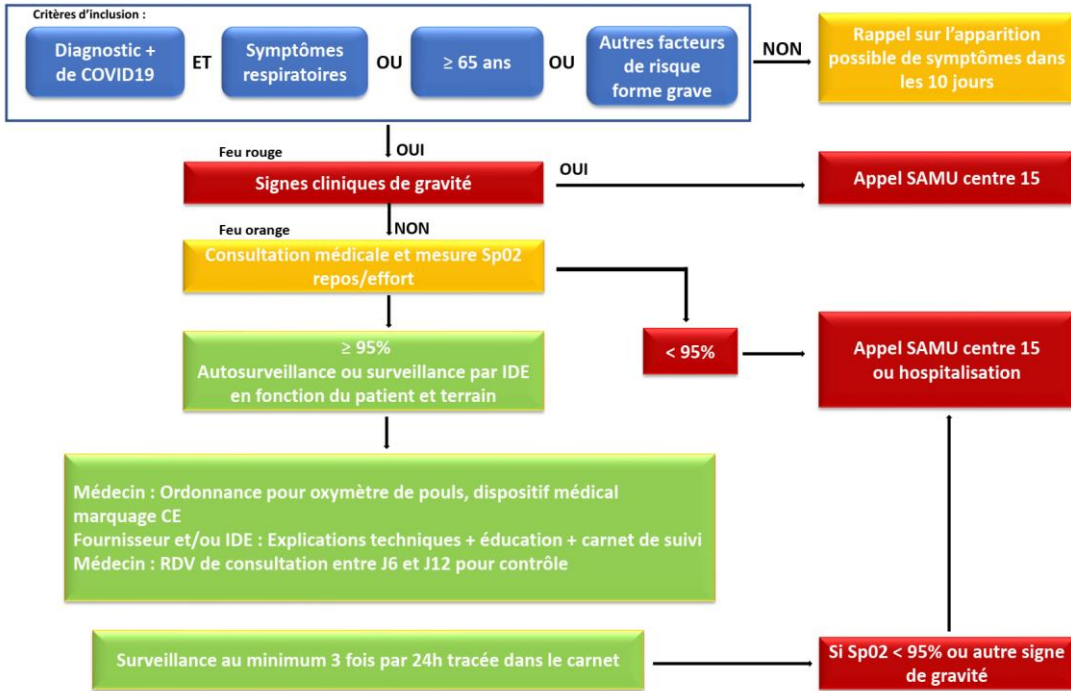 Critères d'inclusion :
Diagnostic +
de COVID19
ET
Symptômes
respiratoires
OU
≥ 65 ans
OU
Autres facteurs
de risque
forme grave
NON
Rappel sur l'apparition
possible de symptômes dans
les 10 jours
OUI
Feu rouge
Signes cliniques de gravité
OUI
Appel SAMU centre 15
NON
Feu orange
Consultation médicale et mesure Sp02
repos/effort
≥ 95%
Autosurveillance ou surveillance par IDE
en fonction du patient et terrain
< 95%
Appel SAMU centre 15
ou hospitalisation
Médecin : Ordonnance pour oxymètre de pouls, dispositif médical
marquage CE
Fournisseur et/ou IDE : Explications techniques + éducation + carnet de suivi
Médecin : RDV de consultation entre J6 et J12 pour contrôle
Surveillance au minimum 3 fois par 24h tracée dans le carnet
Si Sp02 < 95% ou autre signe
de gravité